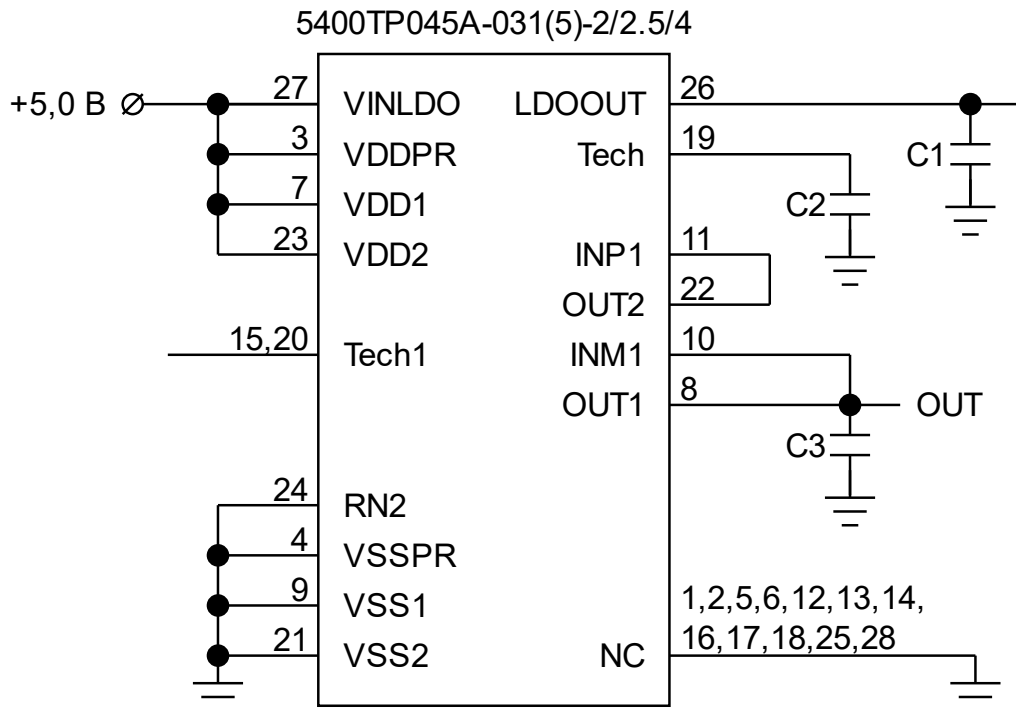 5400ТР045А-031(5)-2/2.5/4
+5,0 В
27 VINLDO
LDOOUT 26
3 VDDPR
Tech 19
C1
7 VDD1
C2
23 VDD2
INP1 11
OUT2 22
15,20 Tech1
INM1 10
OUT1 8
OUT
C3
24 RN2
4 VSSPR
9 VSS1
1,2,5,6,12,13,14,
21 VSS2
NC 16,17,18,25,28